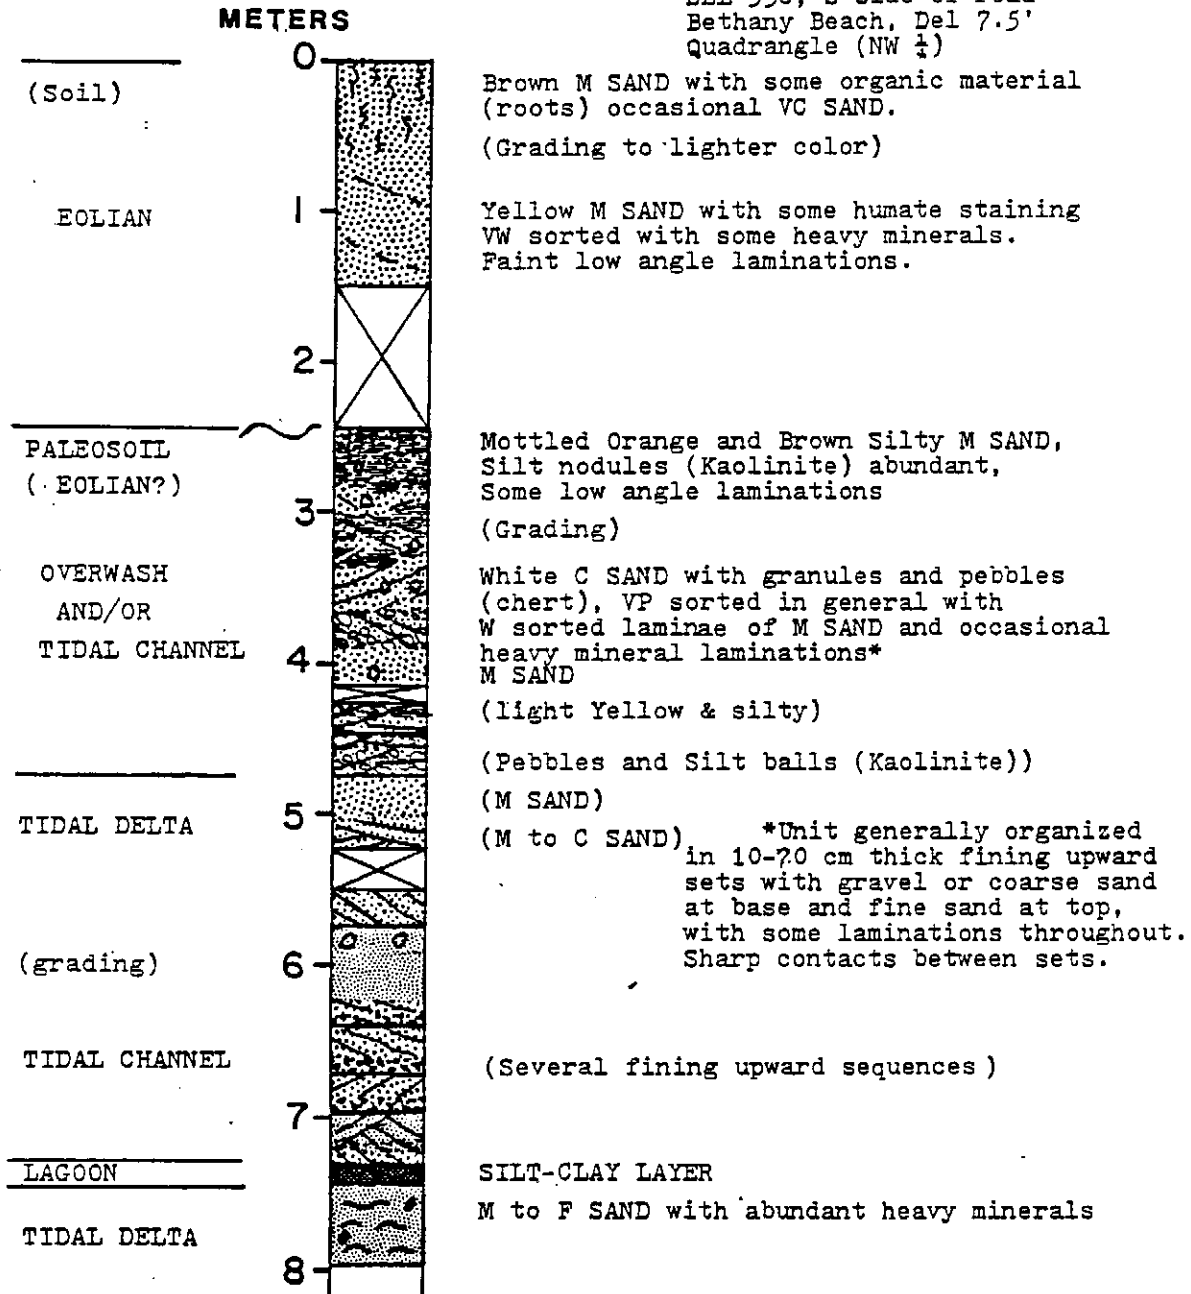 METERS
Bethany Beach, Del 7.5'
Quadrangle (NW ¼)
0
(Soil)
Brown M SAND with some organic material
(roots) occasional VC SAND.
(Grading to lighter color)
EOLIAN
1
Yellow M SAND with some humate staining
VW sorted with some heavy minerals.
Faint low angle laminations.
2
PALEOSOIL
( EOLIAN?)
Mottled Orange and Brown Silty M SAND,
Silt nodules (Kaolinite) abundant,
Some low angle laminations
3
(Grading)
OVERWASH
AND/OR
TIDAL CHANNEL
White C SAND with granules and pebbles
(chert), VP sorted in general with
W sorted laminae of M SAND and occasional
heavy mineral laminations*
4
M SAND
(light Yellow & silty)
(Pebbles and Silt balls (Kaolinite))
(M SAND)
5
TIDAL DELTA
(M to C SAND)
*Unit generally organized
in 10-20 cm thick fining upward
sets with gravel or coarse sand
at base and fine sand at top,
with some laminations throughout.
Sharp contacts between sets.
(grading)
6
TIDAL CHANNEL
(Several fining upward sequences )
7
LAGOON
SILT-CLAY LAYER
M to F SAND with abundant heavy minerals
TIDAL DELTA
8